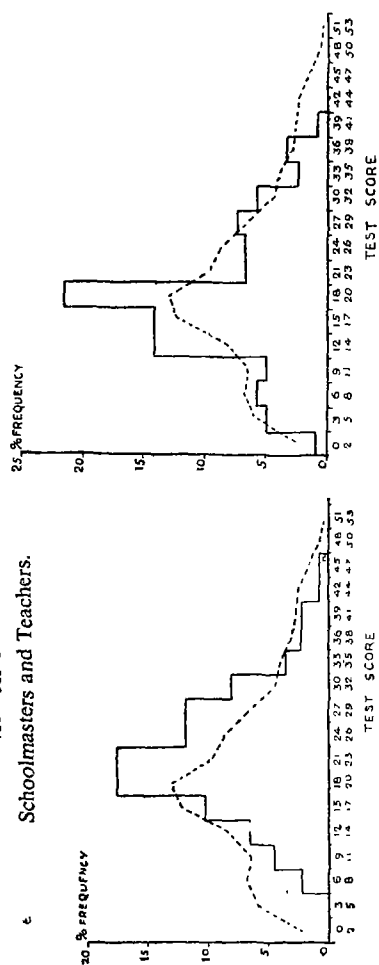 Schoolmasters and Teachers.
20 % FREQUENCY
15
10
5
0
0 3 6 9 12 15 18 21 24 27 30 33 36 39 42 45 48 51
2 5 8 11 14 17 20 23 26 29 32 35 38 41 44 47 50 53
TEST SCORE
25 % FREQUENCY
20
15
10
5
0
0 3 6 9 12 15 18 21 24 27 30 33 36 39 42 45 48 51
2 5 8 11 14 17 20 23 26 29 32 35 38 41 44 47 50 53
TEST SCORE